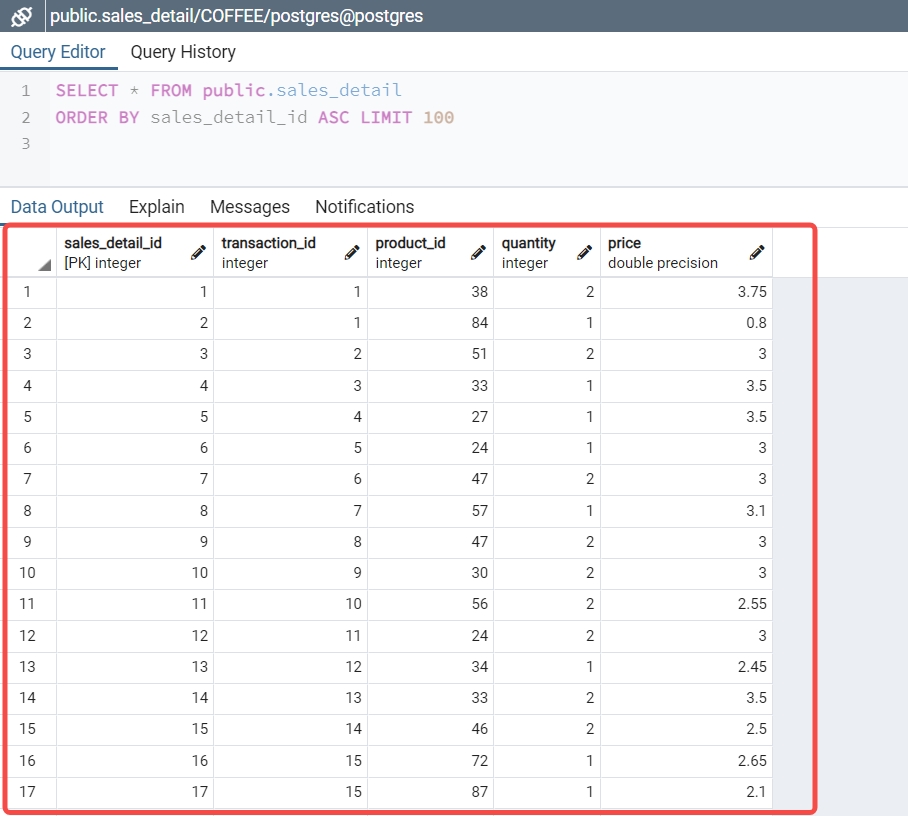 public.sales_detail/COFFEE/postgres@postgres
Query Editor Query History
1 SELECT * FROM public.sales_detail
2 ORDER BY sales_detail_id ASC LIMIT 100
3
Data Output Explain Messages Notifications
sales_detail_id transaction_id product_id quantity price
[PK] integer integer integer integer double precision
1 1 1 38 2 3.75
2 2 1 84 1 0.8
3 3 2 51 2 3
4 4 3 33 1 3.5
5 5 4 27 1 3.5
6 6 5 24 1 3
7 7 6 47 2 3
8 8 7 57 1 3.1
9 9 8 47 2 3
10 10 9 30 2 3
11 11 10 56 2 2.55
12 12 11 24 2 3
13 13 12 34 1 2.45
14 14 13 33 2 3.5
15 15 14 46 2 2.5
16 16 15 72 1 2.65
17 17 15 87 1 2.1